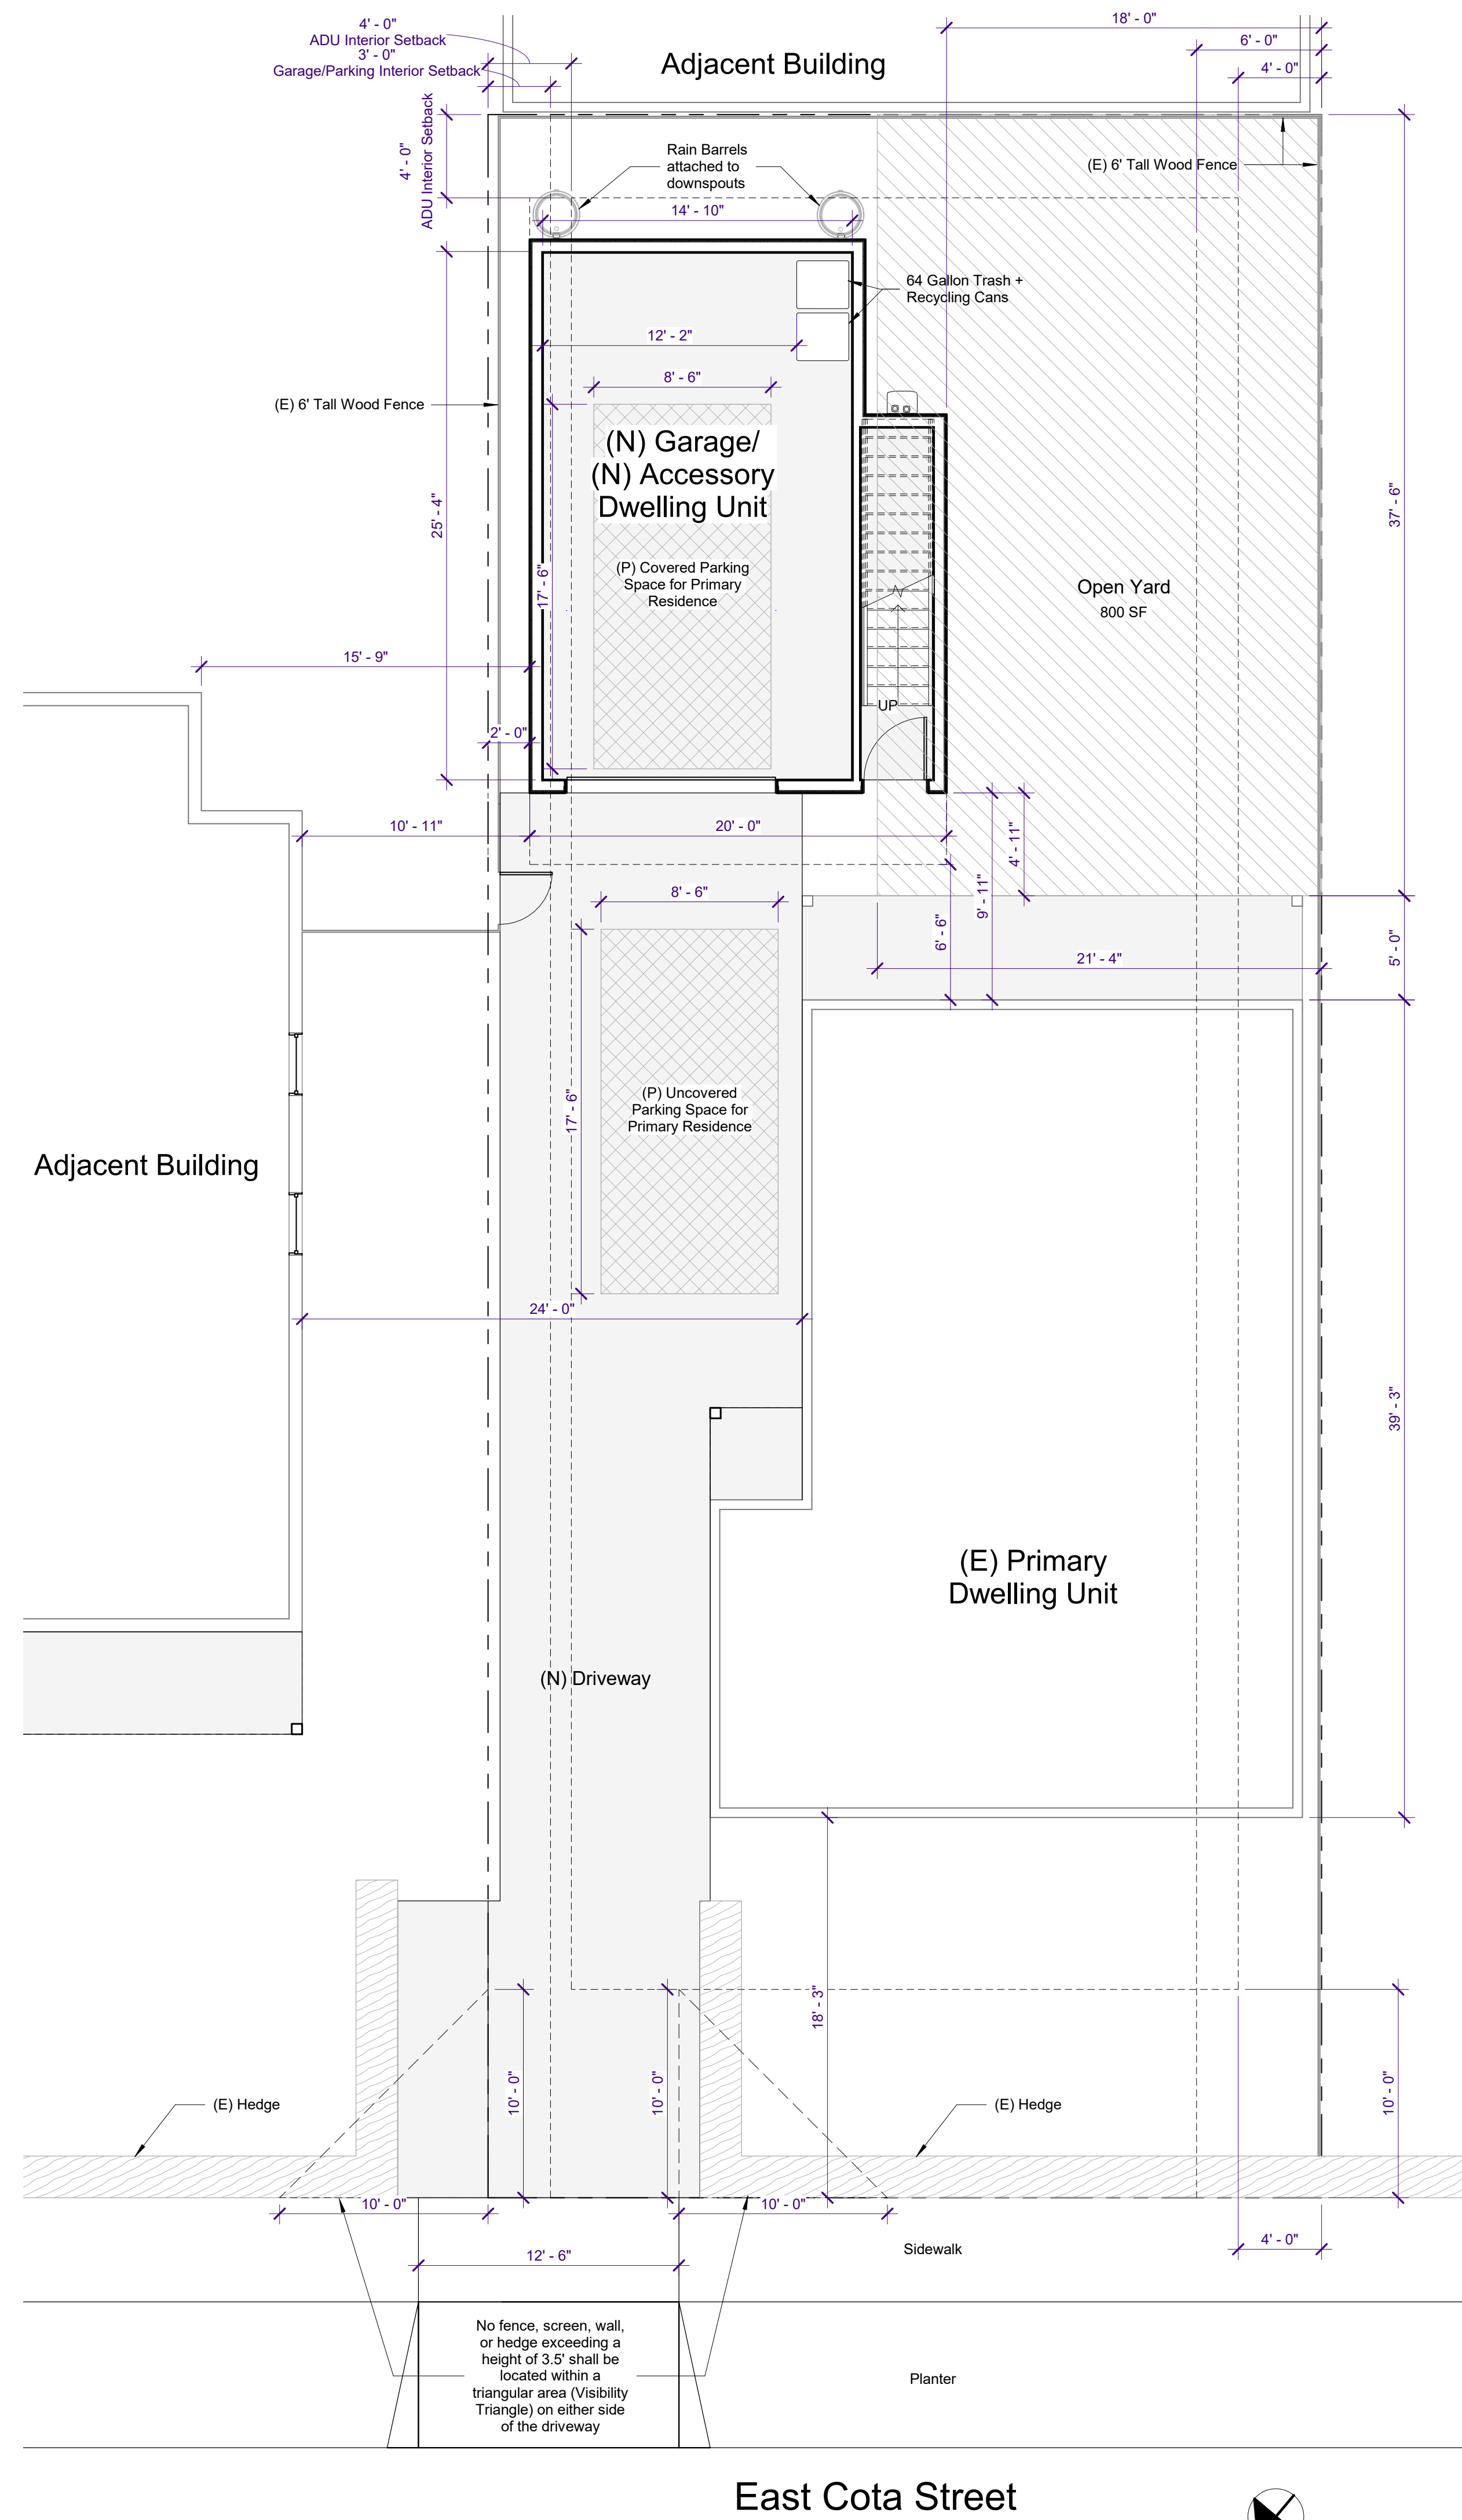 4' - 0"
ADU Interior Setback
3' - 0"
Garage/Parking Interior Setback
18' - 0"
6' - 0"
4' - 0"
Adjacent Building
4' - 0"
ADU Interior Setback
Rain Barrels
attached to
downspouts
(E) 6' Tall Wood Fence
14' - 10"
64 Gallon Trash +
Recycling Cans
12' - 2"
8' - 6"
(E) 6' Tall Wood Fence
(N) Garage/
(N) Accessory
Dwelling Unit
25' - 4"
37' - 6"
17' - 6"
(P) Covered Parking
Space for Primary
Residence
Open Yard
800 SF
15' - 9"
UP
2' - 0"
10' - 11"
20' - 0"
4' - 11"
9' - 11"
6' - 6"
8' - 6"
21' - 4"
5' - 0"
17' - 6"
(P) Uncovered
Parking Space for
Primary Residence
Adjacent Building
24' - 0"
39' - 3"
(E) Primary
Dwelling Unit
(N) Driveway
18' - 3"
10' - 0"
10' - 0"
10' - 0"
(E) Hedge
(E) Hedge
10' - 0"
10' - 0"
12' - 6"
Sidewalk
4' - 0"
No fence, screen, wall,
or hedge exceeding a
height of 3.5' shall be
located within a
triangular area (Visibility
Triangle) on either side
of the driveway
Planter
East Cota Street